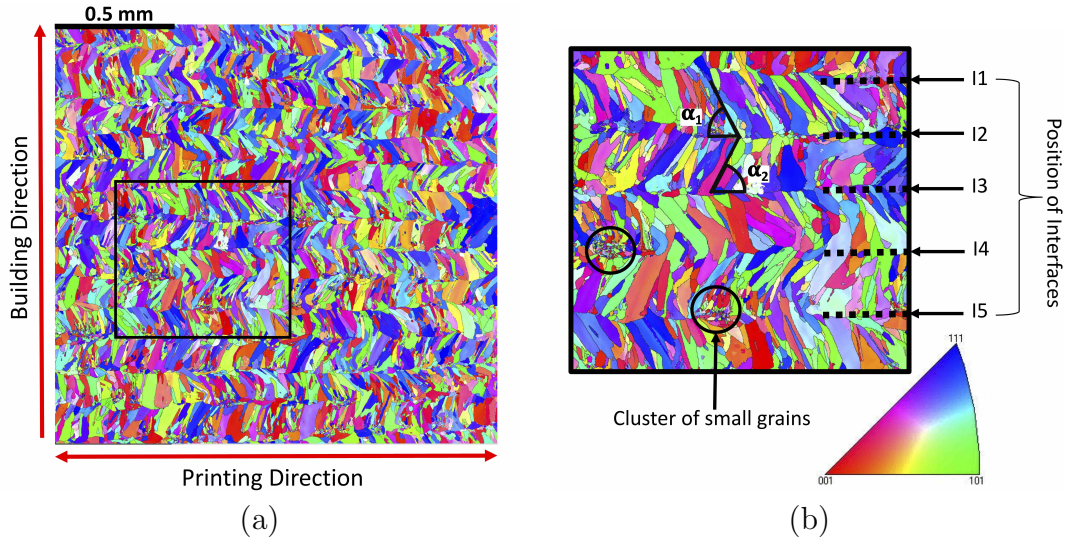 0.5 mm
Building Direction
Printing Direction
(a)
α1
α2
I1
I2
I3
I4
I5
Position of Interfaces
Cluster of small grains
111
001
101
(b)